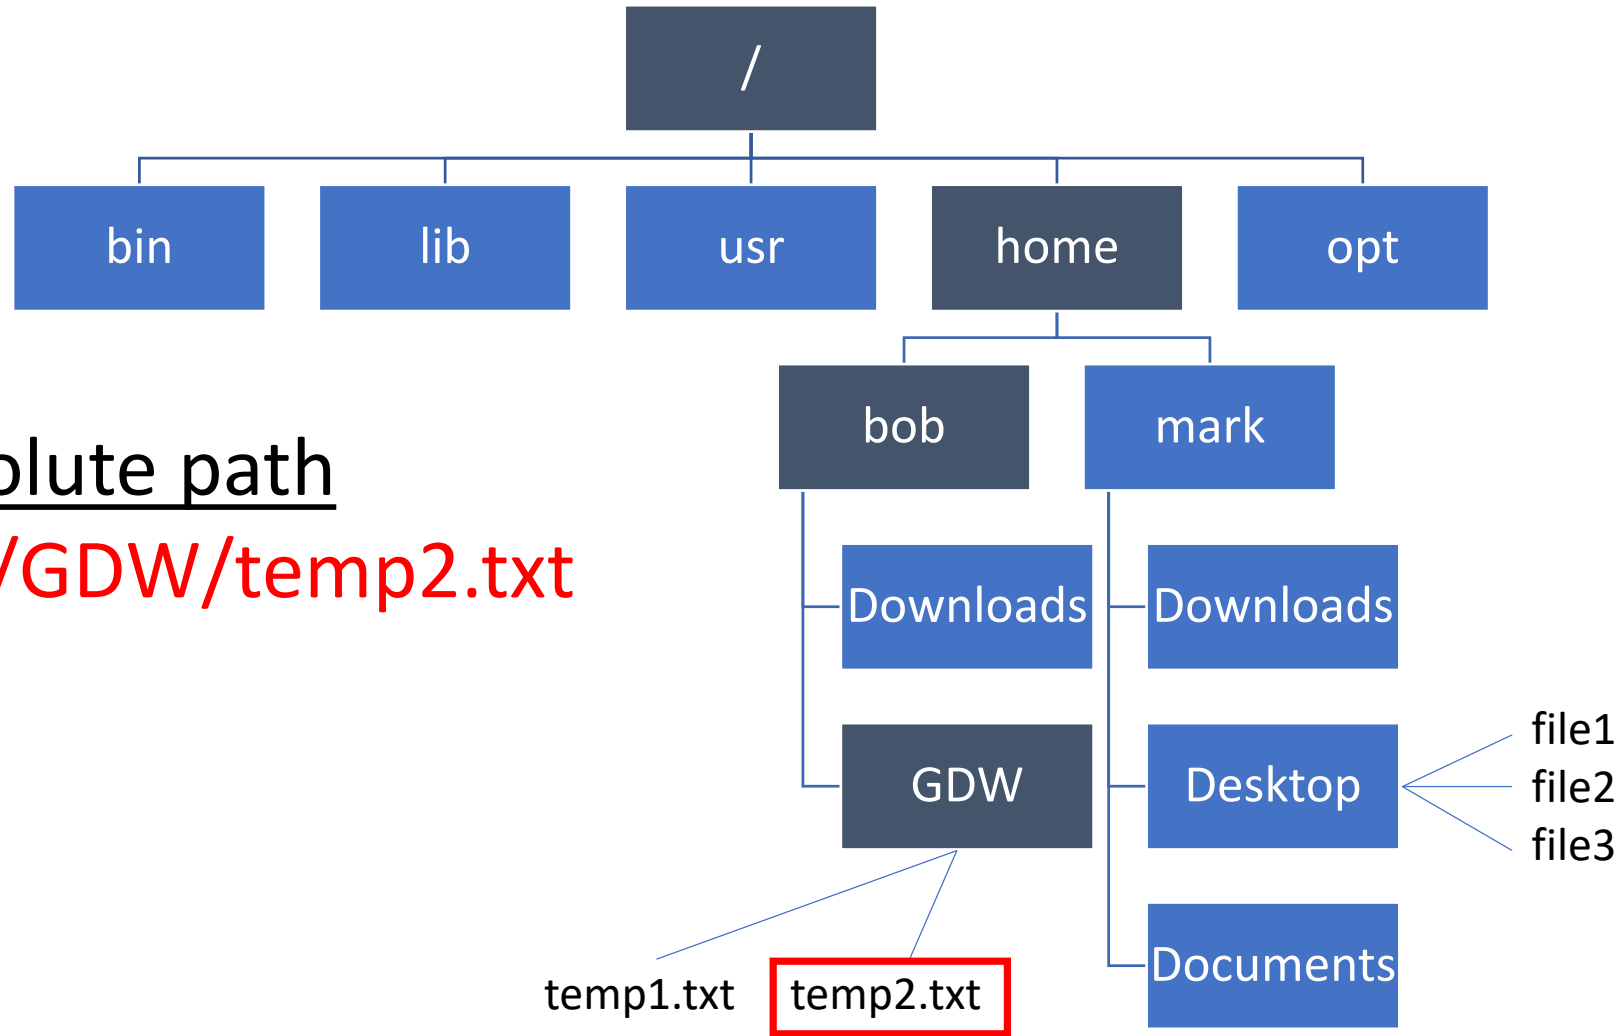 /
bin lib usr home opt
bob mark
olute path
/GDW/temp2.txt
Downloads Downloads
GDW Desktop
file1
file2
file3
Documents
temp1.txt temp2.txt